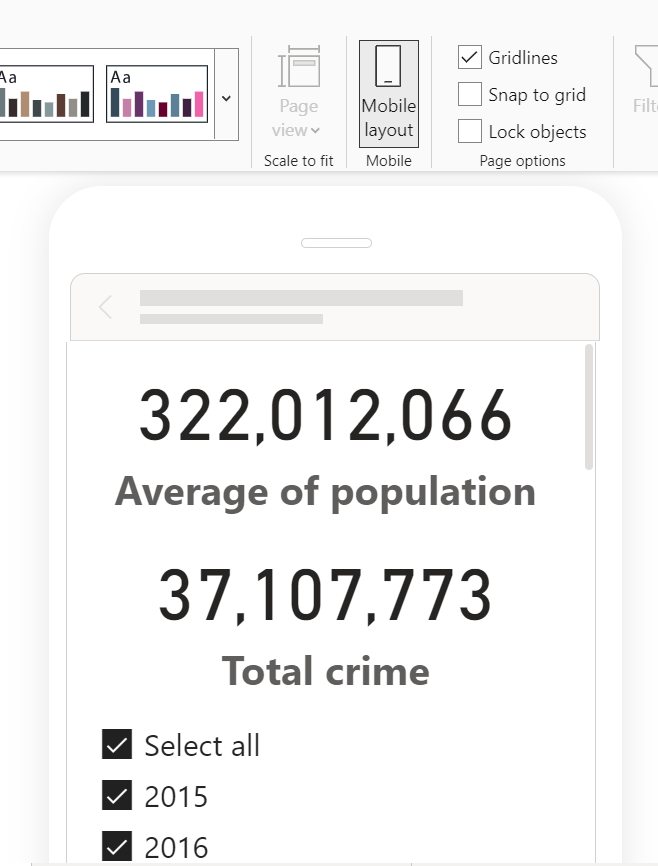 Aa
Aa
Page
view
Scale to fit
Mobile
layout
Mobile
Gridlines
Snap to grid
Lock objects
Page options
322,012,066
Average of population
37,107,773
Total crime
Select all
2015
2016